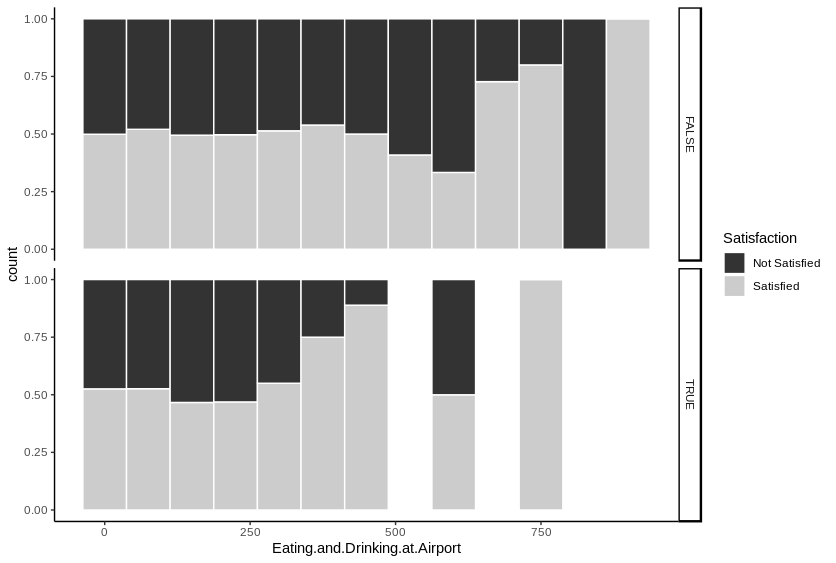 1.00
0.75
0.50
0.25
0.00
FALSE
1.00
0.75
0.50
0.25
0.00
TRUE
count
0 250 500 750
Eating.and.Drinking.at.Airport
Satisfaction
Not Satisfied
Satisfied